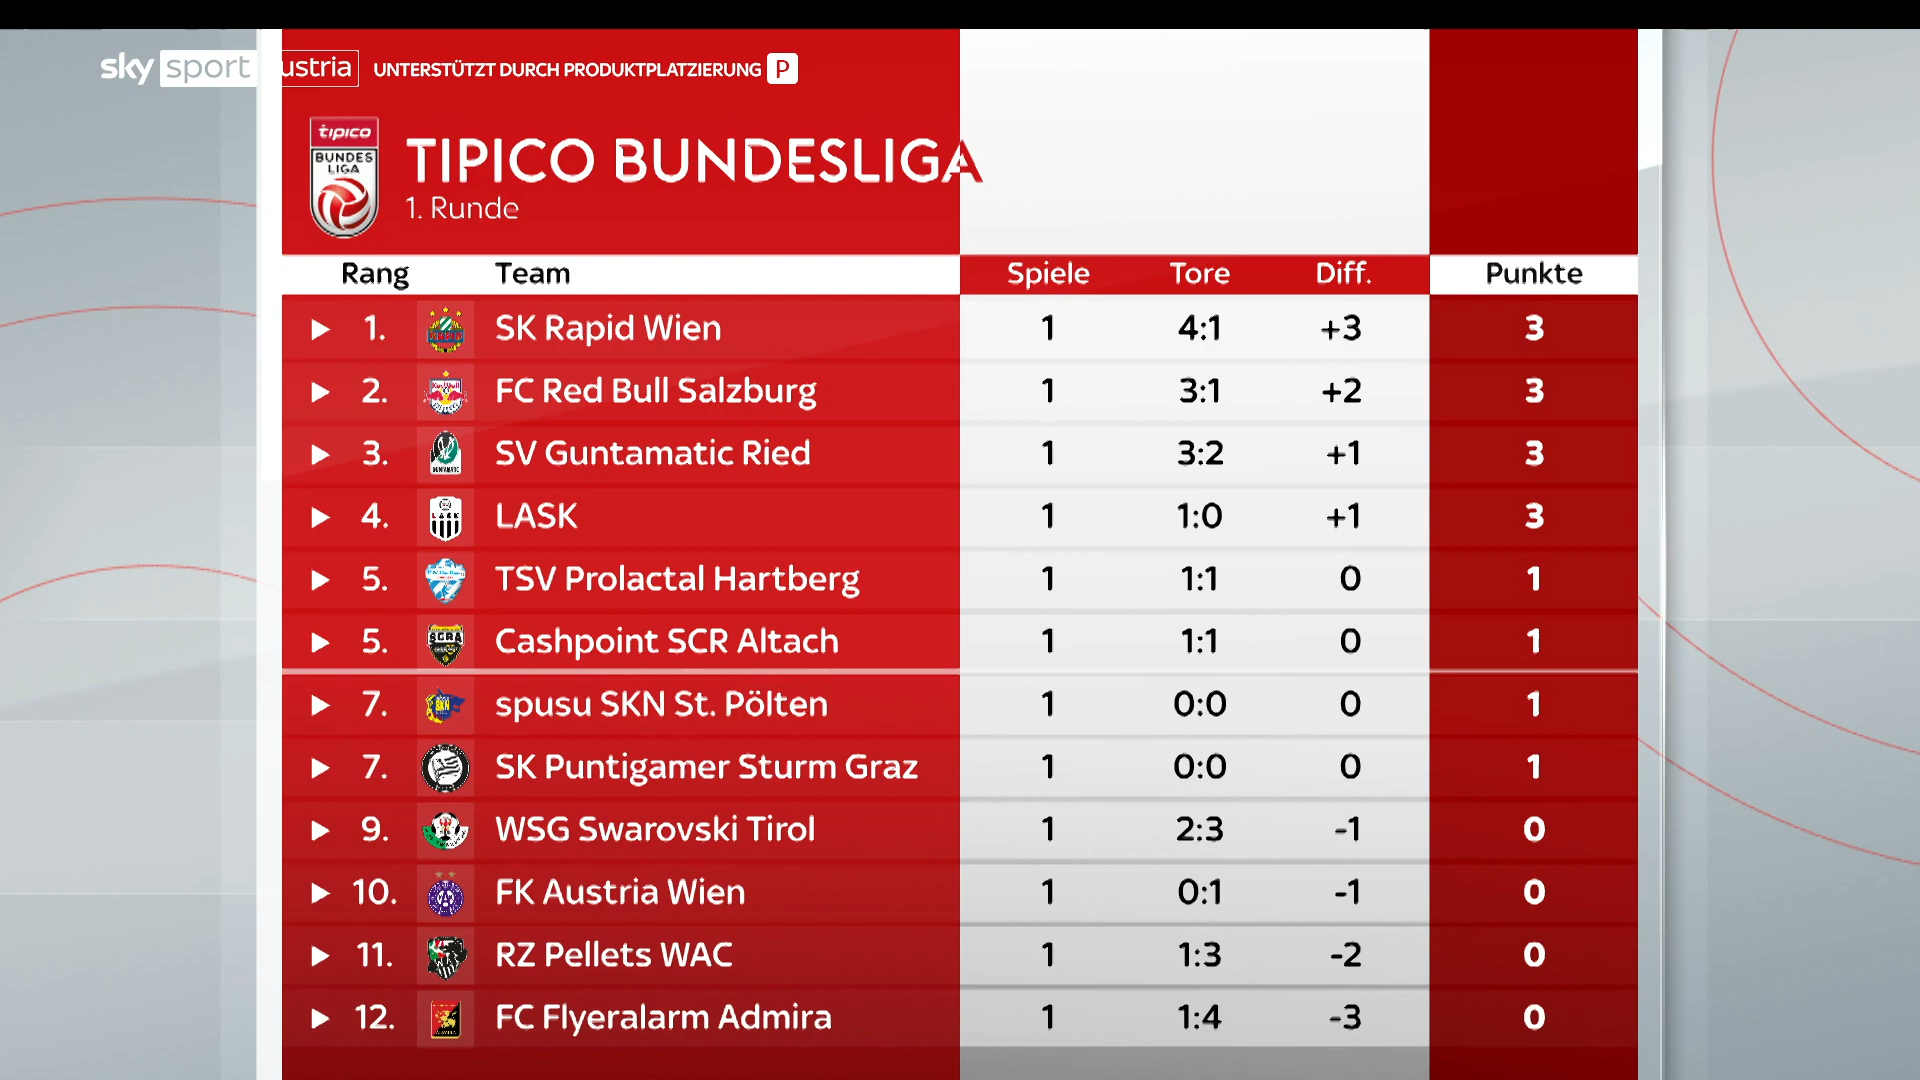 sky sport ustria UNTERSTÜTZT DURCH PRODUKTPLATZIERUNG P
tipico
BUNDES
LIGA
TIPICO BUNDESLIGA
1. Runde
Rang Team Spiele Tore Diff. Punkte
1. SK Rapid Wien 1 4:1 +3 3
2. FC Red Bull Salzburg 1 3:1 +2 3
3. SV Guntamatic Ried 1 3:2 +1 3
4. LASK 1 1:0 +1 3
5. TSV Prolactal Hartberg 1 1:1 0 1
5. Cashpoint SCR Altach 1 1:1 0 1
7. spusu SKN St. Pölten 1 0:0 0 1
7. SK Puntigamer Sturm Graz 1 0:0 0 1
9. WSG Swarovski Tirol 1 2:3 -1 0
10. FK Austria Wien 1 0:1 -1 0
11. RZ Pellets WAC 1 1:3 -2 0
12. FC Flyeralarm Admira 1 1:4 -3 0